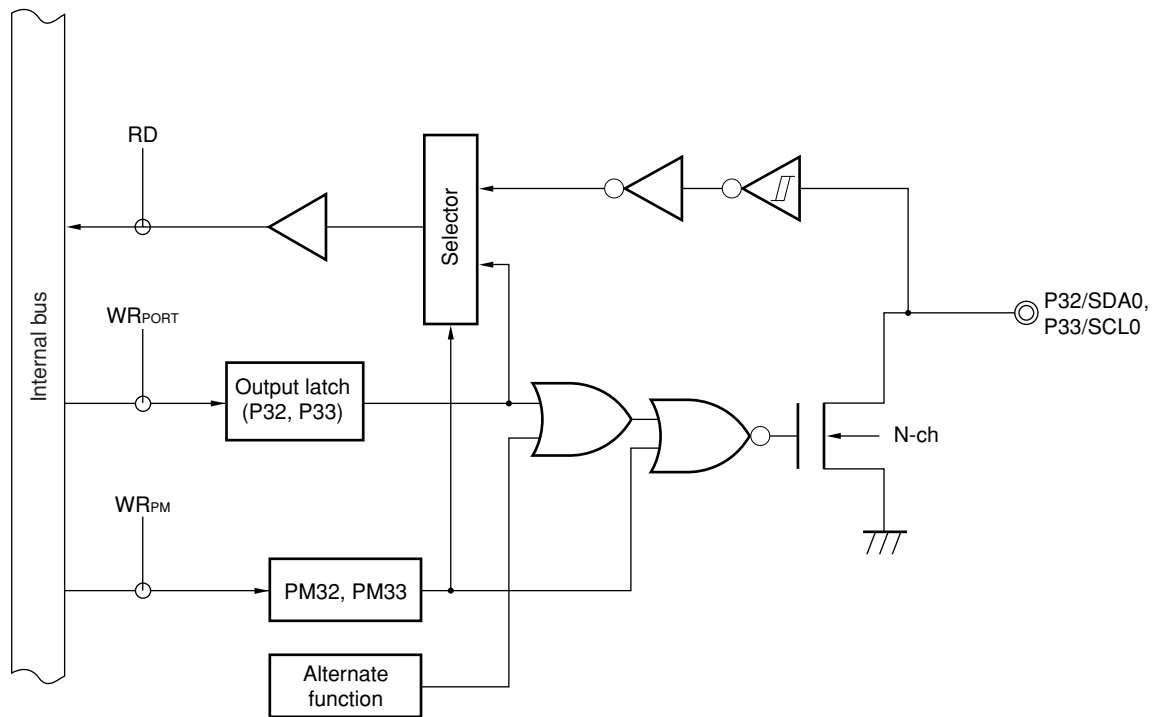 RD
Selector
Internal bus
WRPORT
P32/SDA0,
P33/SCL0
Output latch
(P32, P33)
N-ch
WRPM
PM32, PM33
Alternate
function